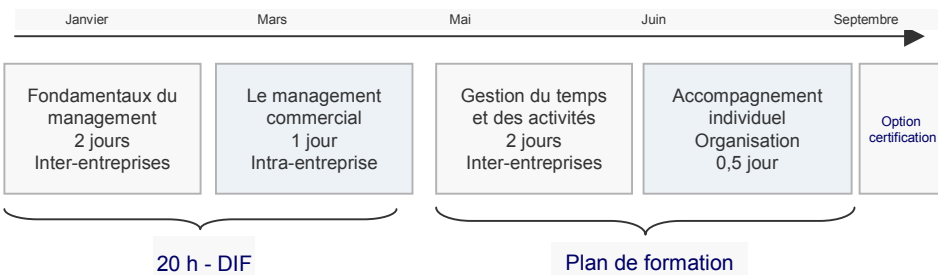 Janvier
Mars
Mai
Juin
Septembre
Fondamentaux du
management
2 jours
Inter-entreprises
Le management
commercial
1 jour
Intra-entreprise
Gestion du temps
et des activités
2 jours
Inter-entreprises
Accompagnement
individuel
Organisation
0,5 jour
Option
certification
20 h - DIF
Plan de formation